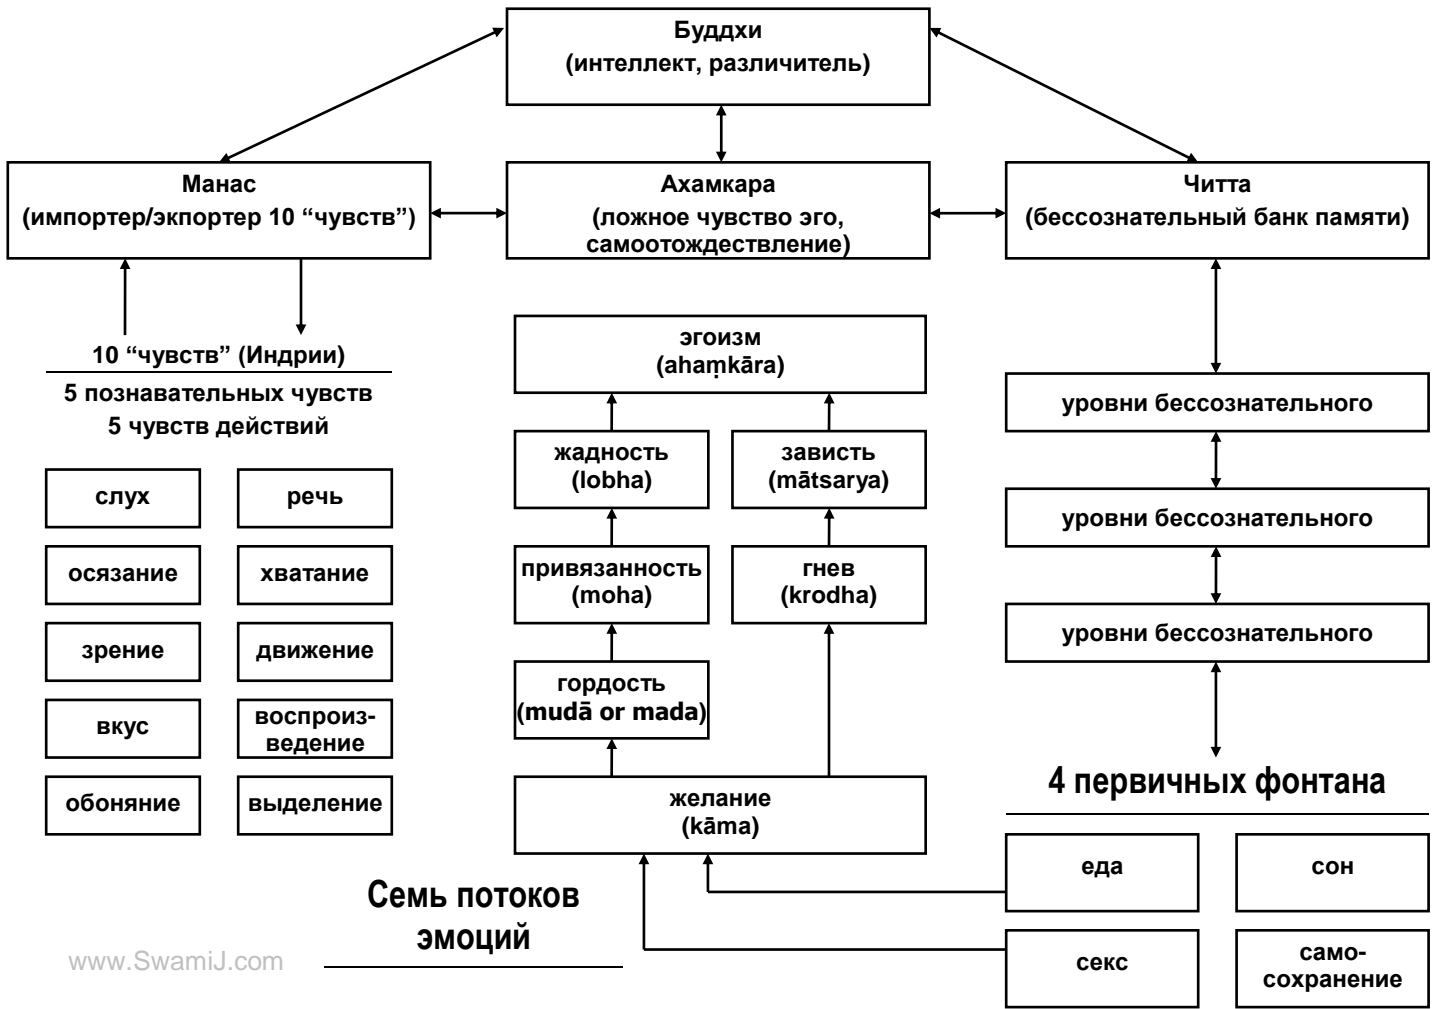 Буддхи
(интеллект, различитель)
Манас
(импортер/экпортер 10 “чувств”)
Ахамкара
(ложное чувство эго,
самоотождествление)
Читта
(бессознательный банк памяти)
10 “чувств” (Индрии)
5 познавательных чувств
5 чувств действий
слух
речь
осязание
хватание
зрение
движение
вкус
воспроиз-
ведение
обоняние
выделение
эгоизм
(ahaṃkāra)
жадность
(lobha)
зависть
(mātsarya)
привязанность
(moha)
гнев
(krodha)
гордость
(mudā or mada)
желание
(kāma)
Семь потоков
эмоций
уровни бессознательного
уровни бессознательного
уровни бессознательного
4 первичных фонтана
еда
сон
секс
само-
сохранение
www.SwamiJ.com